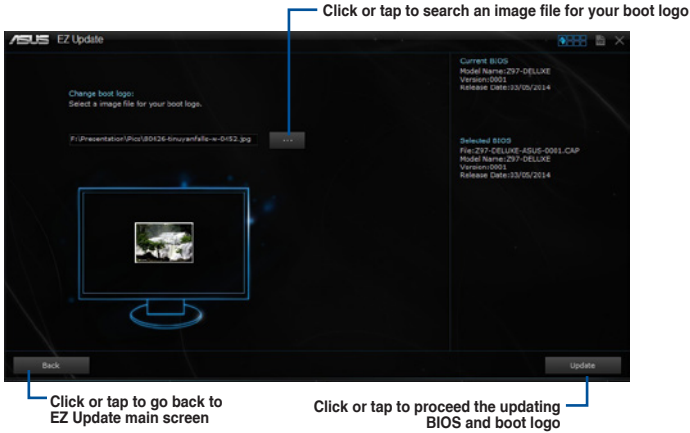 Click or tap to search an image file for your boot logo
ASUS EZ Update
Current BIOS
Model Name:Z97-DELUXE
Version:0001
Release Date:33/05/2014
Change boot logo:
Select a image file for your boot logo.
F:\Presentation\Pics\80626-tinuyanfalls-w-0452.jpg
...
Selected BIOS
File:Z97-DELUXE-ASUS-0001.CAP
Model Name:Z97-DELUXE
Version:0001
Release Date:33/05/2014
Back
Update
Click or tap to go back to
EZ Update main screen
Click or tap to proceed the updating
BIOS and boot logo